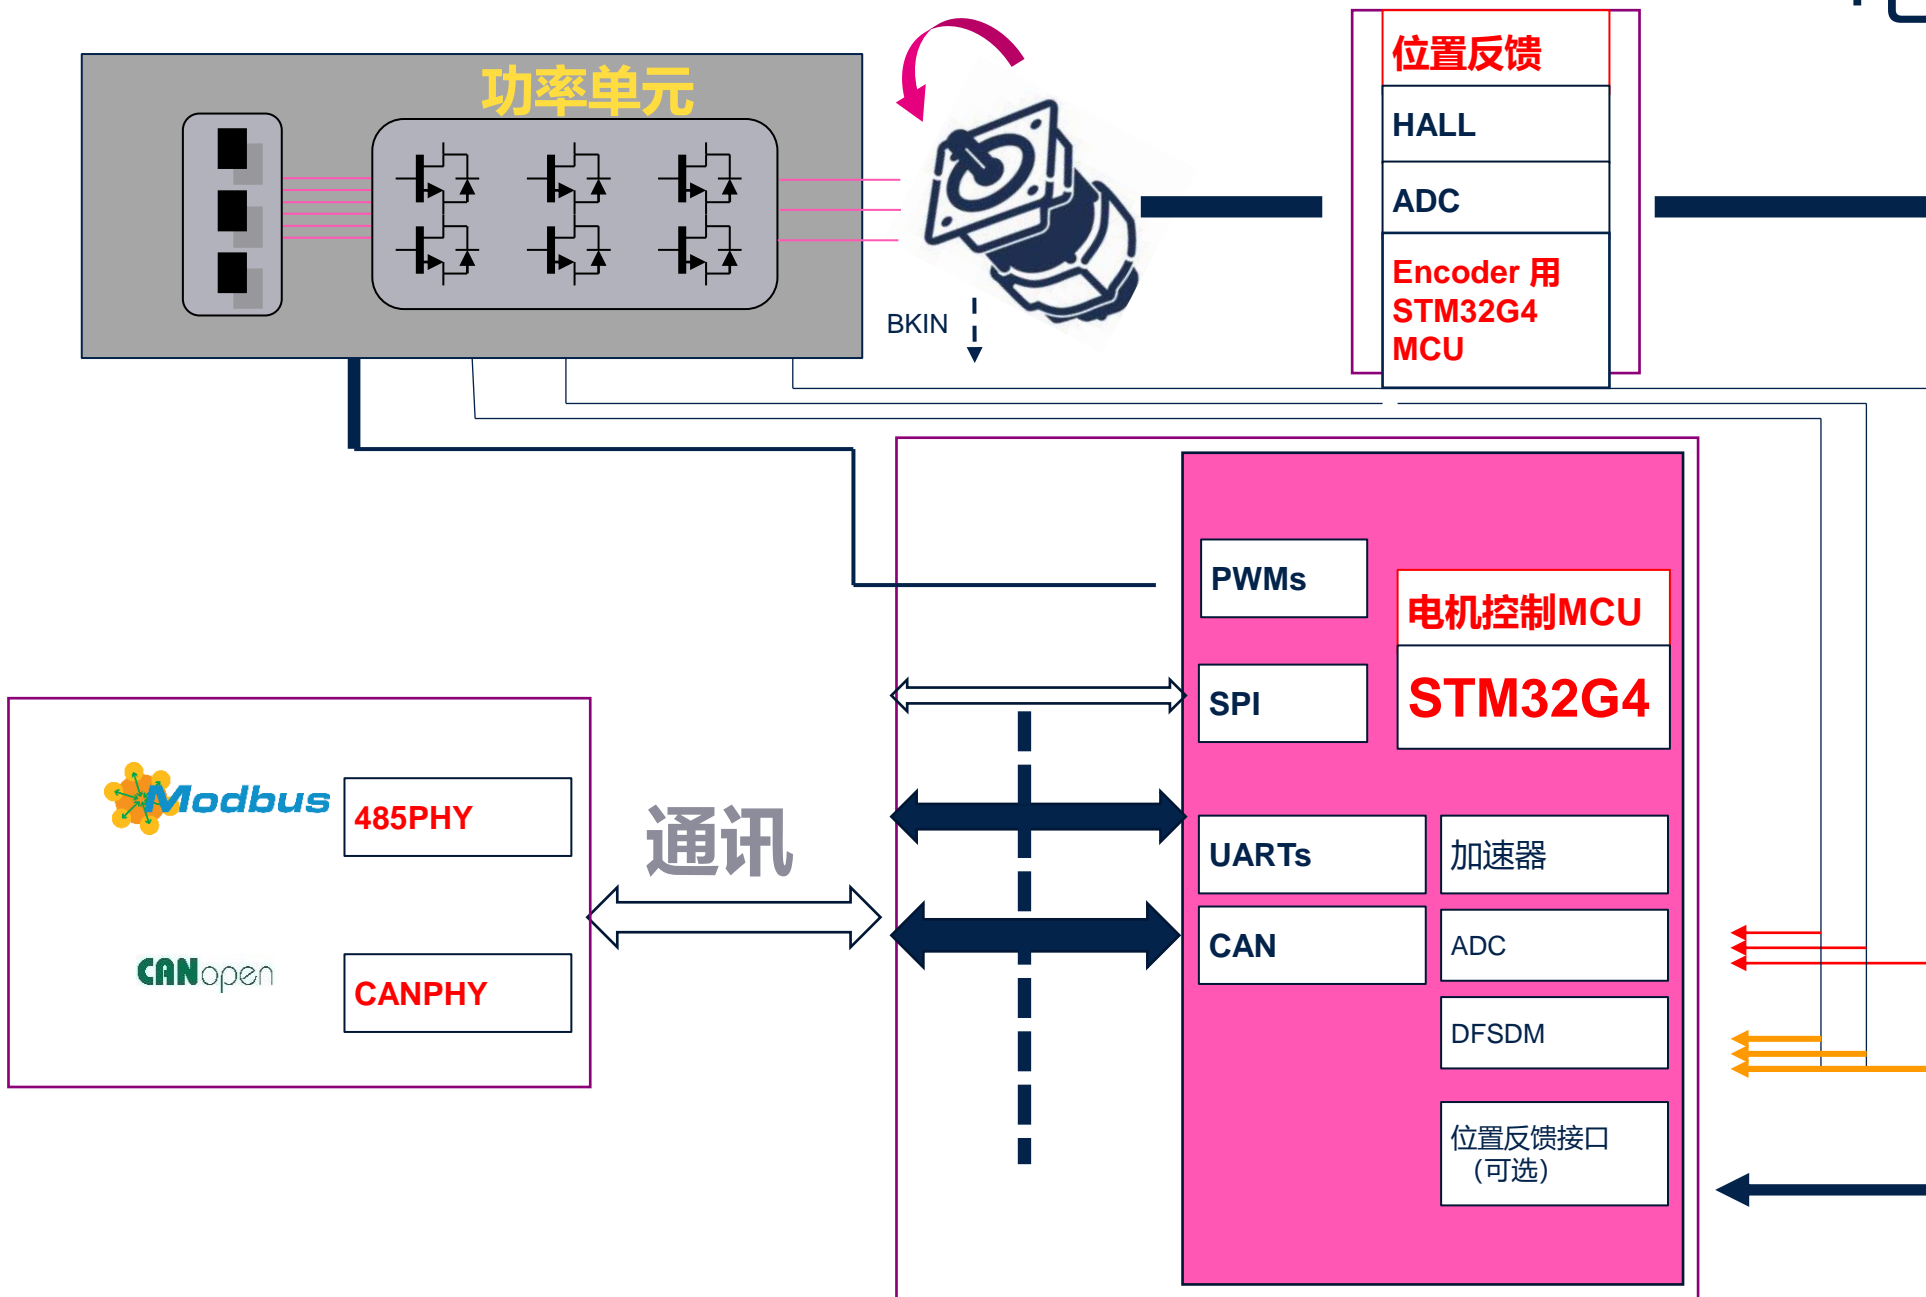 功率单元
位置反馈
HALL
ADC
Encoder 用
STM32G4
MCU
BKIN
PWMs
电机控制MCU
SPI
STM32G4
Modbus
485PHY
通讯
UARTs
加速器
CAN
ADC
CANopen
CANPHY
DFSDM
位置反馈接口
（可选）